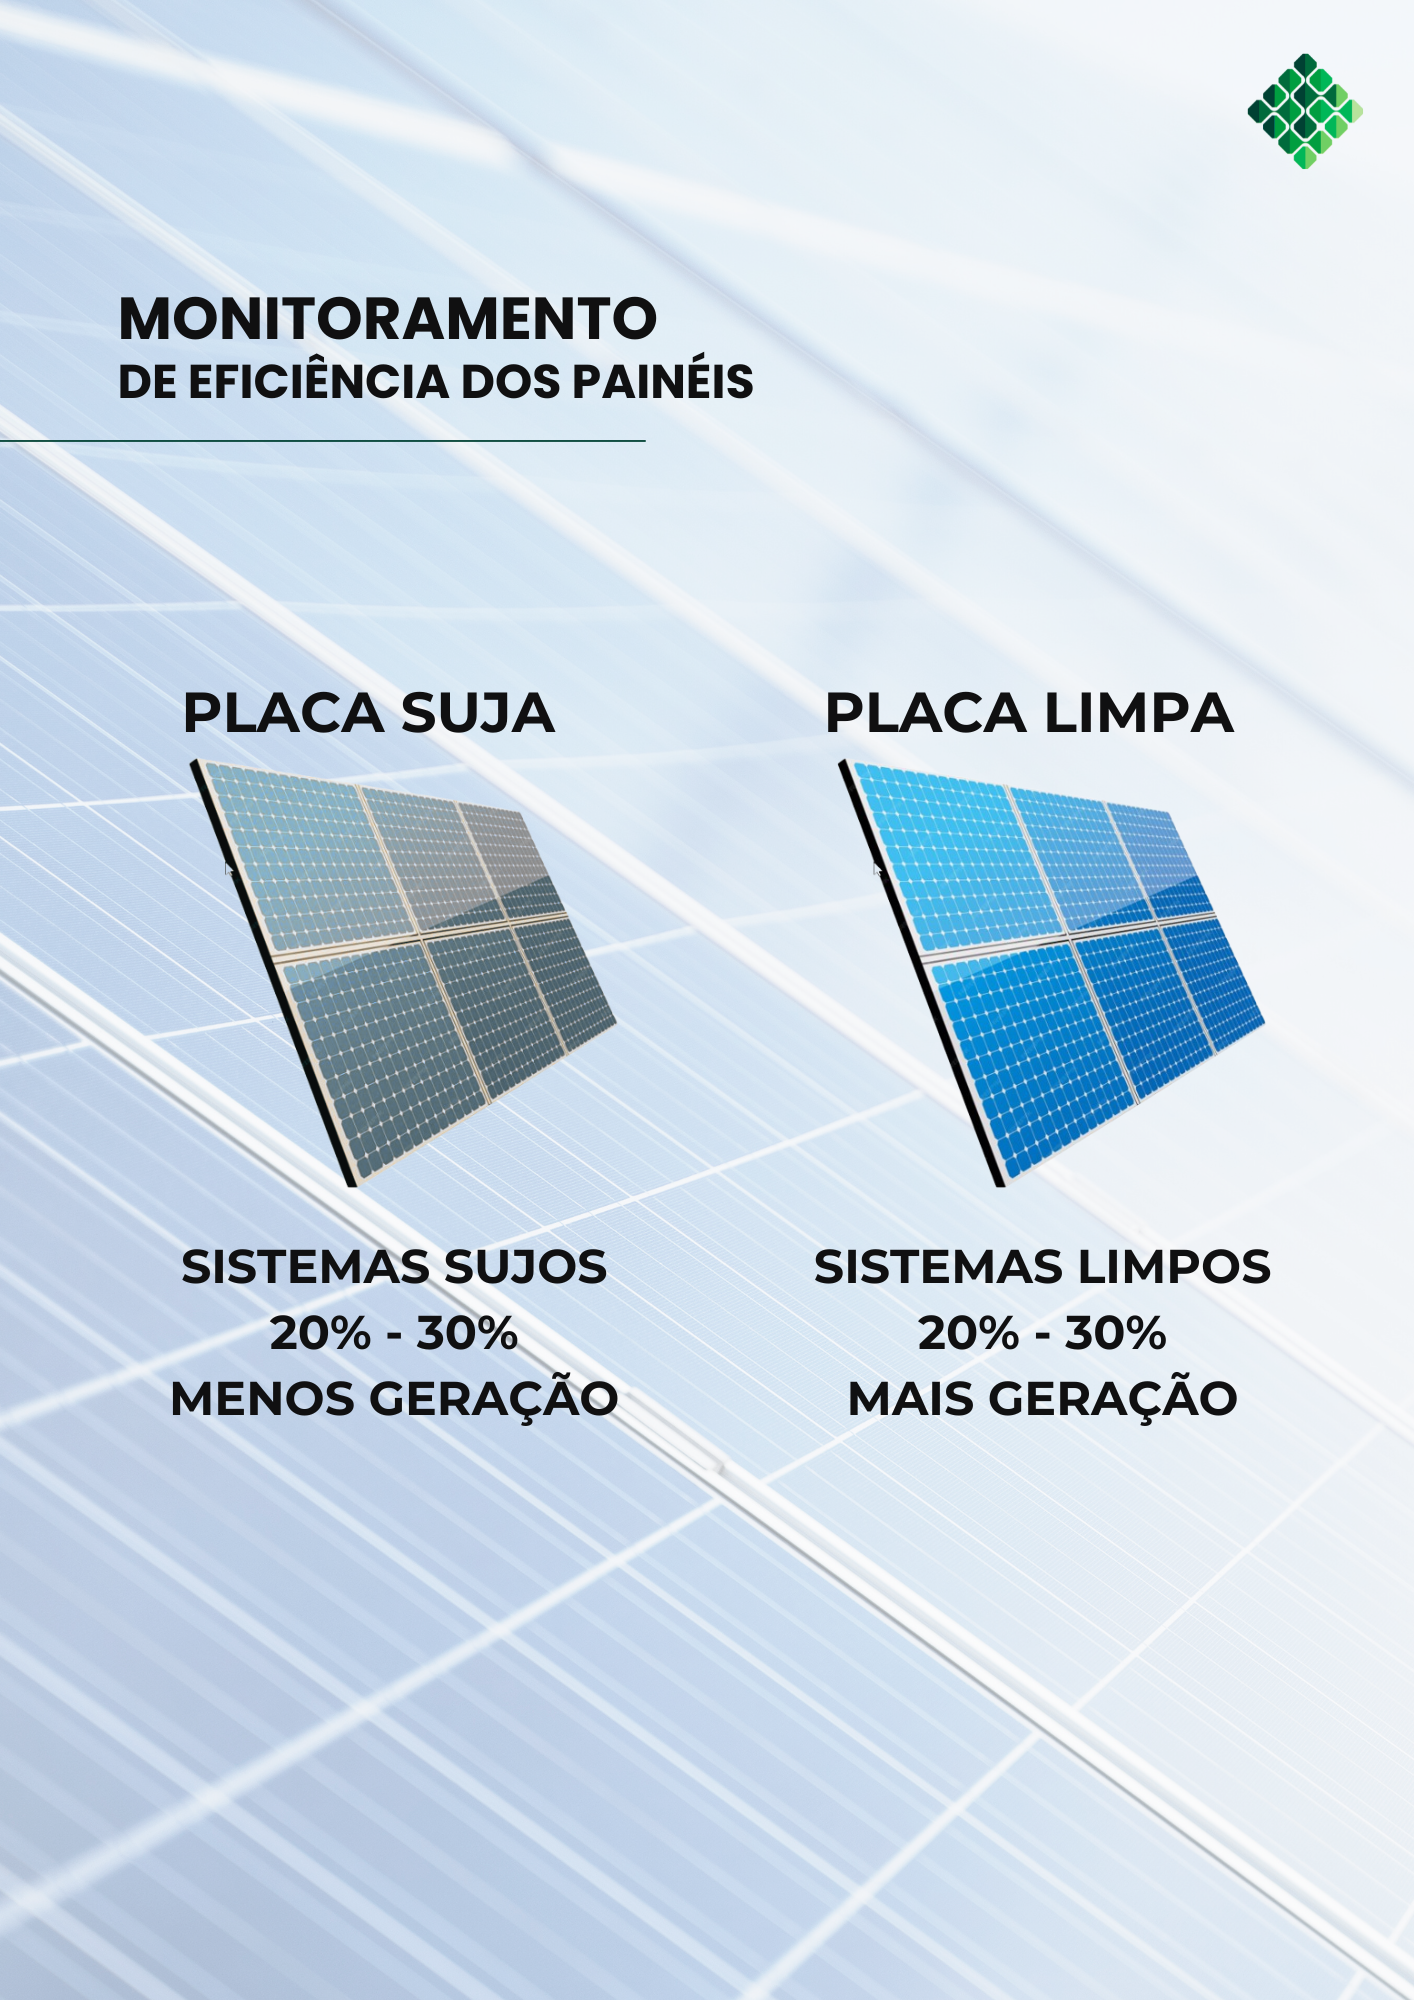 MONITORAMENTO
DE EFICIÊNCIA DOS PAINÉIS
PLACA SUJA
PLACA LIMPA
SISTEMAS SUJOS
20% - 30%
MENOS GERAÇÃO
SISTEMAS LIMPOS
20% - 30%
MAIS GERAÇÃO